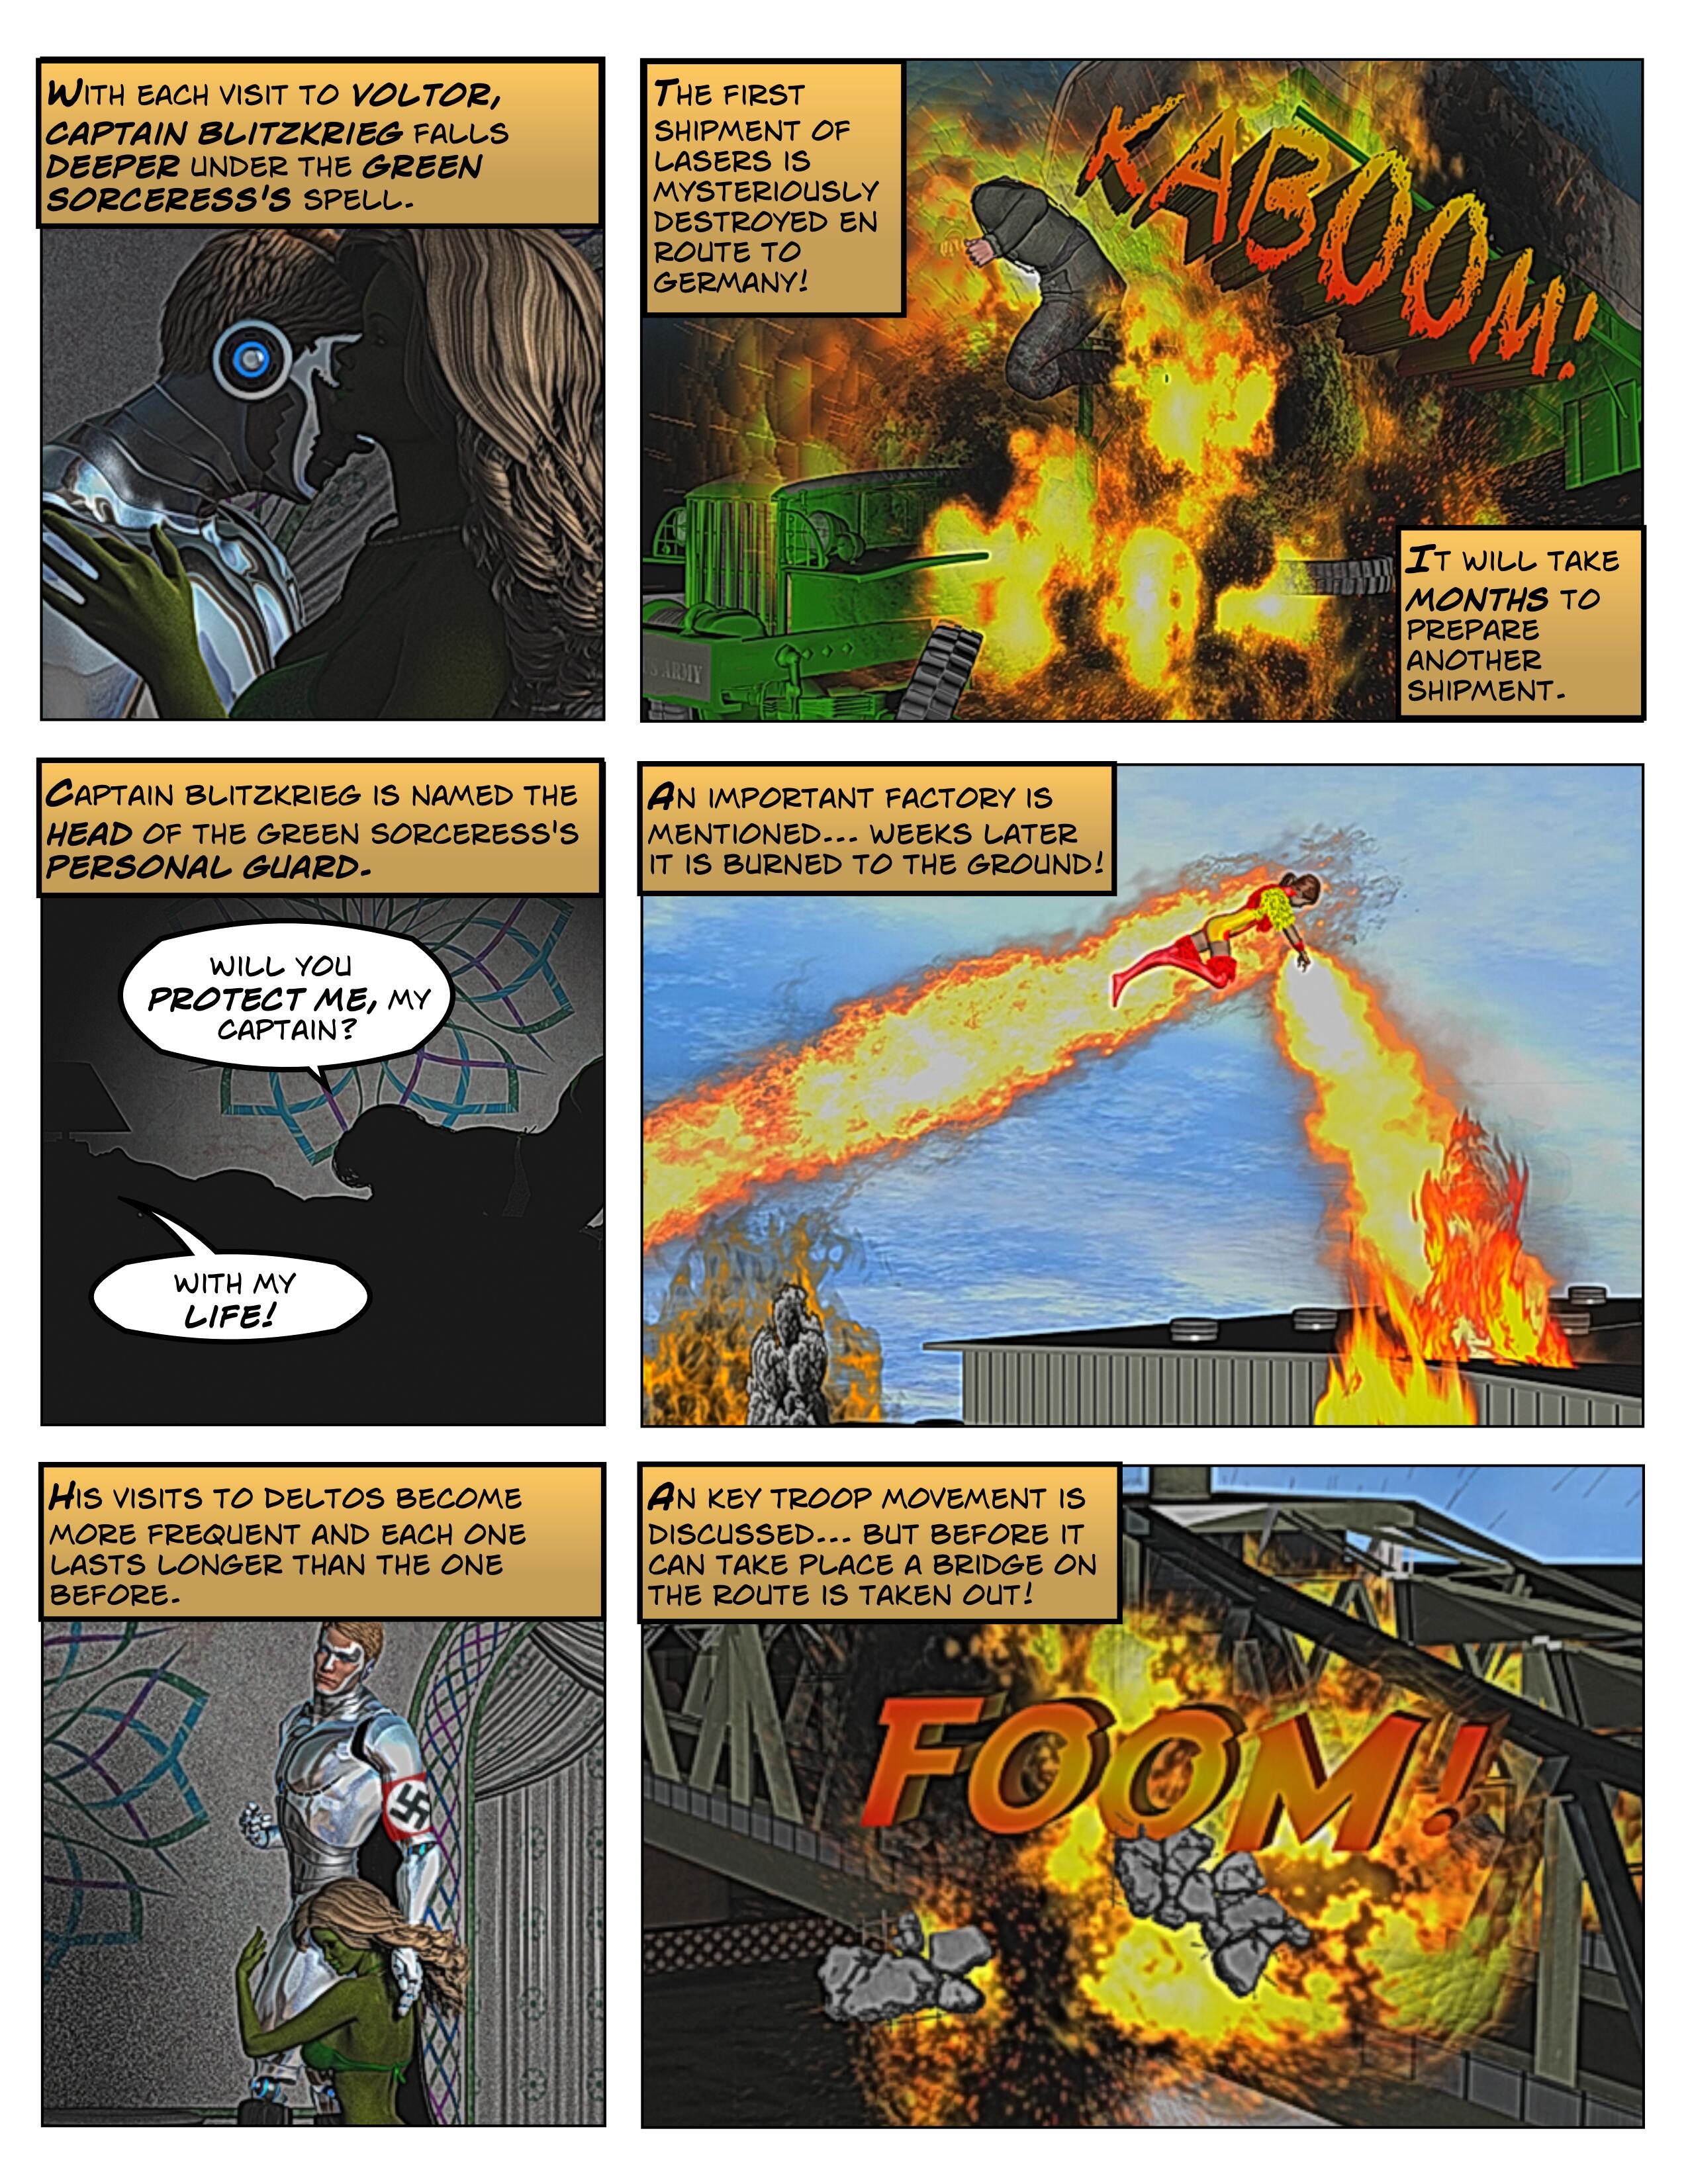 WITH EACH VISIT TO VOLTOR,
CAPTAIN BLITZKRIEG FALLS
DEEPER UNDER THE GREEN
SORCERESS'S SPELL.
THE FIRST
SHIPMENT OF
LASERS IS
MYSTERIOUSLY
DESTROYED EN
ROUTE TO
GERMANY!
KABOOM!
US ARMY
IT WILL TAKE
MONTHS TO
PREPARE
ANOTHER
SHIPMENT.
CAPTAIN BLITZKRIEG IS NAMED THE
HEAD OF THE GREEN SORCERESS'S
PERSONAL GUARD.
WILL YOU
PROTECT ME, MY
CAPTAIN?
WITH MY
LIFE!
AN IMPORTANT FACTORY IS
MENTIONED... WEEKS LATER
IT IS BURNED TO THE GROUND!
HIS VISITS TO DELTOS BECOME
MORE FREQUENT AND EACH ONE
LASTS LONGER THAN THE ONE
BEFORE.
AN KEY TROOP MOVEMENT IS
DISCUSSED... BUT BEFORE IT
CAN TAKE PLACE A BRIDGE ON
THE ROUTE IS TAKEN OUT!
FOOM!